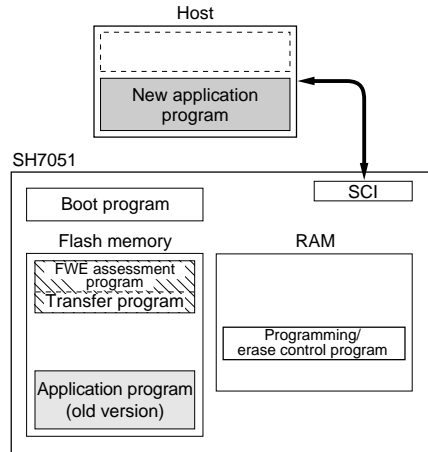 Host
New application
program
SH7051
SCI
Boot program
Flash memory
RAM
FWE assessment
program
Transfer program
Programming/
erase control program
Application program
(old version)